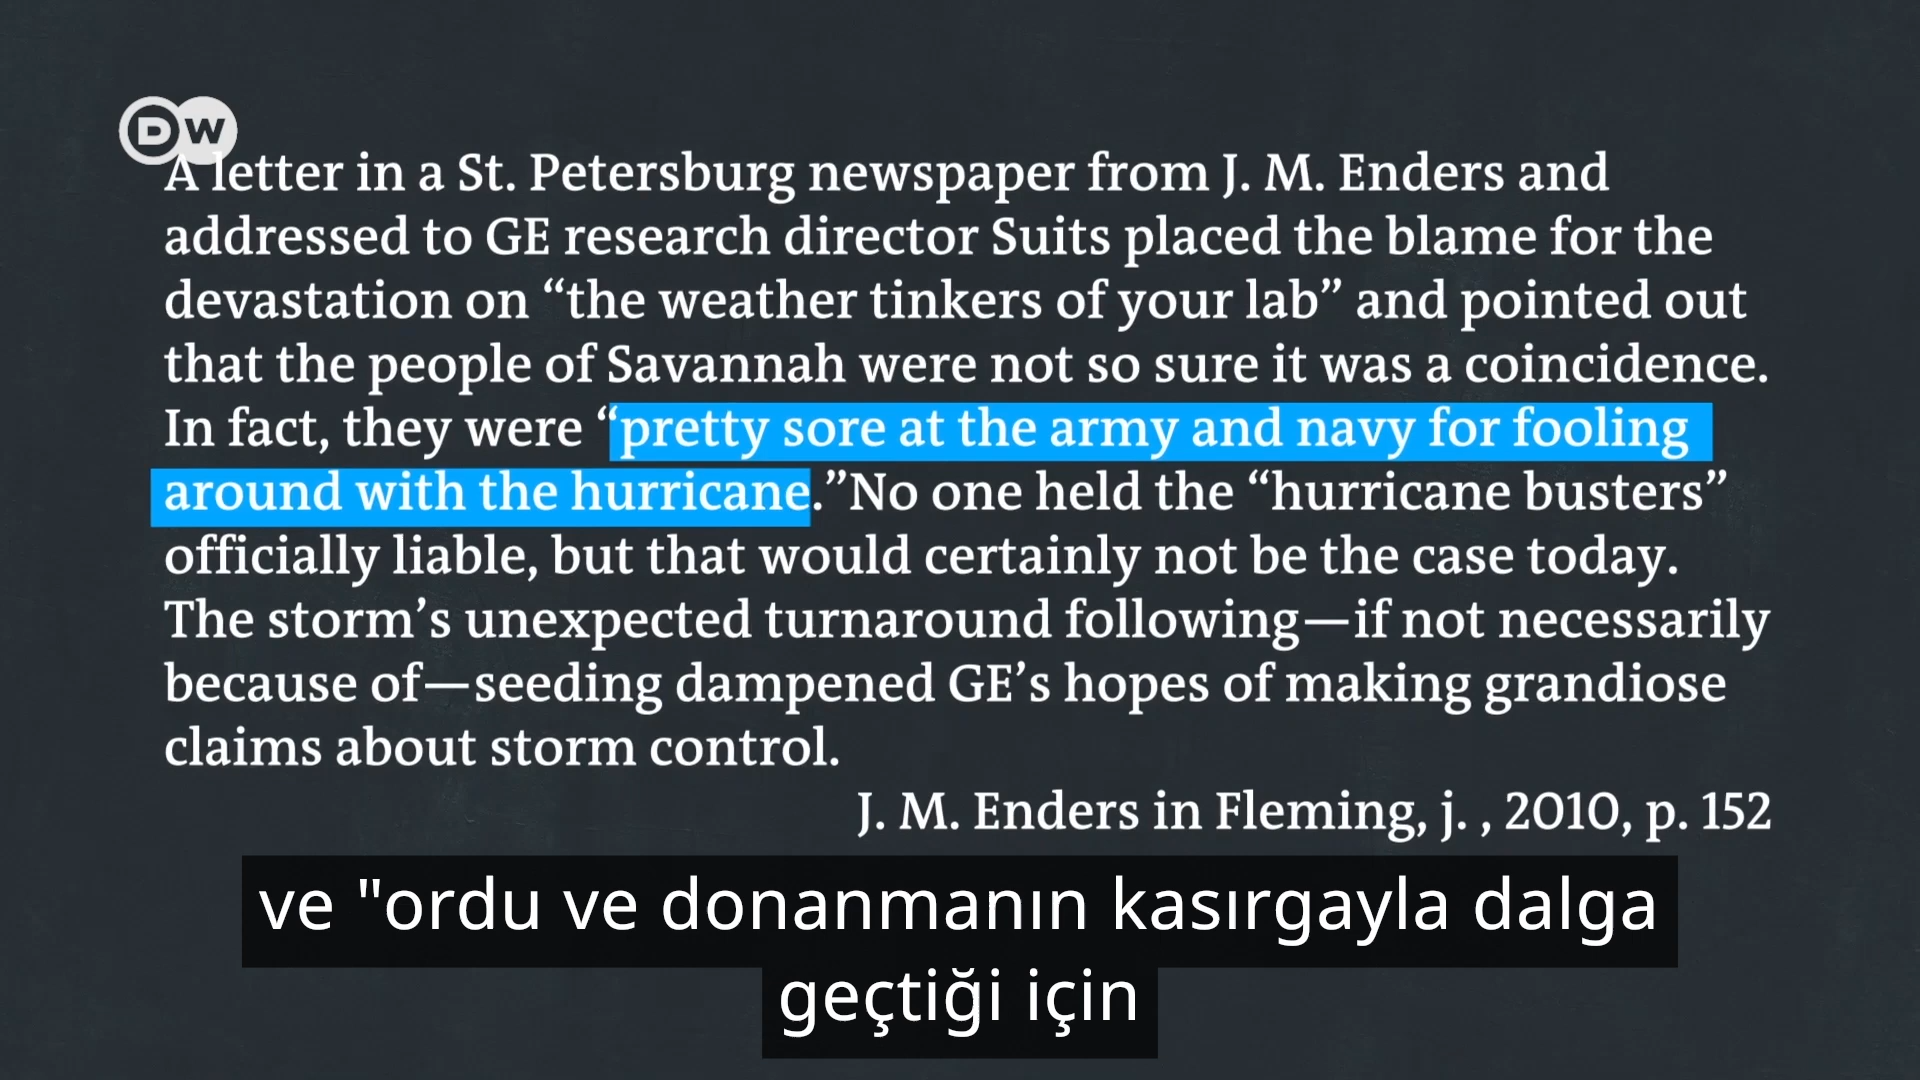 DW
A letter in a St. Petersburg newspaper from J. M. Enders and
addressed to GE research director Suits placed the blame for the
devastation on “the weather tinkers of your lab” and pointed out
that the people of Savannah were not so sure it was a coincidence.
In fact, they were “pretty sore at the army and navy for fooling
around with the hurricane.”No one held the “hurricane busters”
officially liable, but that would certainly not be the case today.
The storm’s unexpected turnaround following—if not necessarily
because of—seeding dampened GE’s hopes of making grandiose
claims about storm control.
J. M. Enders in Fleming, j. , 2010, p. 152
ve "ordu ve donanmanın kasırgayla dalga
geçtiği için